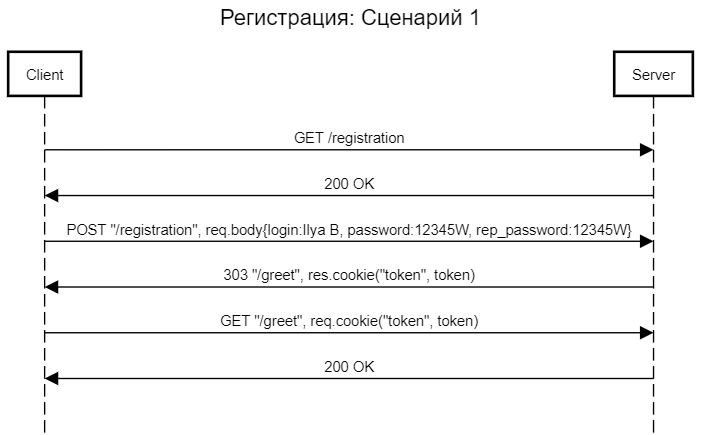 Регистрация: Сценарий 1
Client
Server
GET /registration
200 OK
POST "/registration", req.body{login:Ilya B, password:12345W, rep_password:12345W}
303 "/greet", res.cookie("token", token)
GET "/greet", req.cookie("token", token)
200 OK